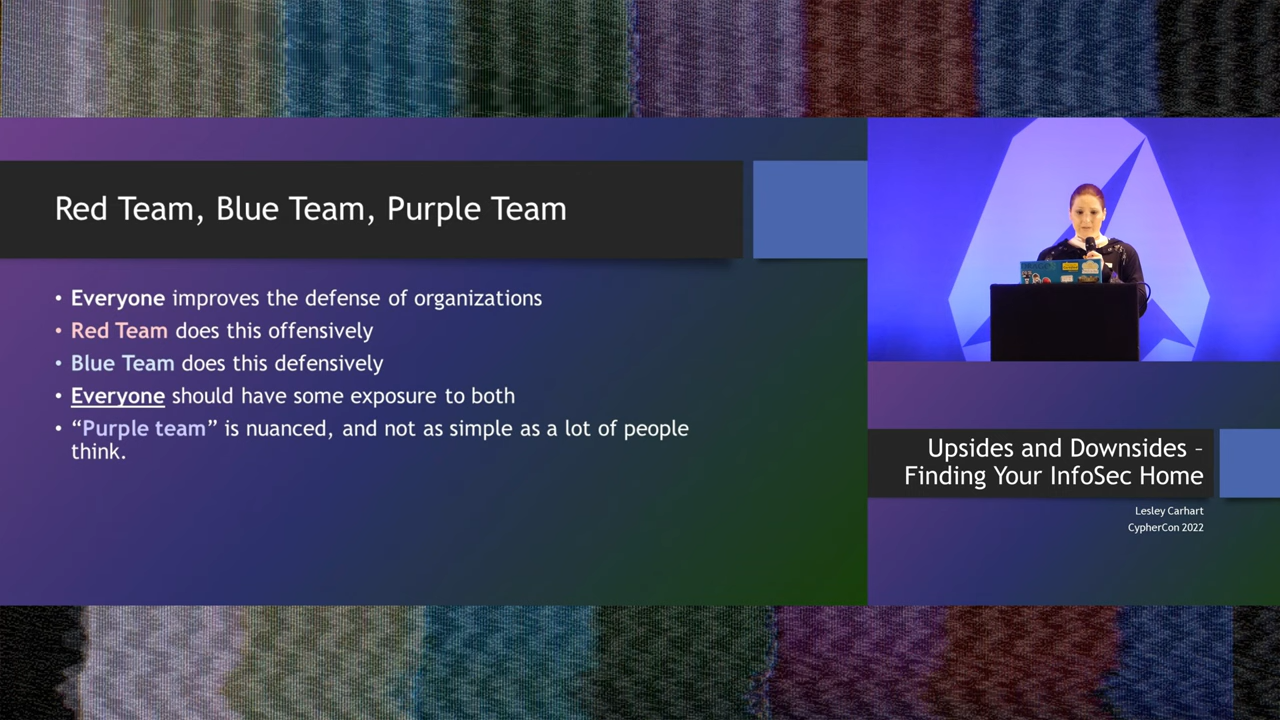 Red Team, Blue Team, Purple Team
• Everyone improves the defense of organizations
• Red Team does this offensively
• Blue Team does this defensively
• Everyone should have some exposure to both
• “Purple team” is nuanced, and not as simple as a lot of people
think.
Upsides and Downsides –
Finding Your InfoSec Home
Lesley Carhart
CypherCon 2022